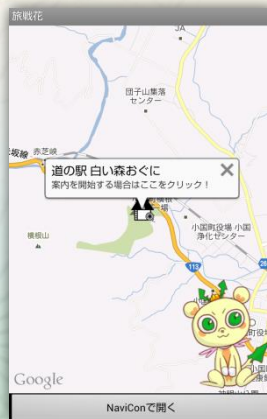 旅戦花
JA
団子山集落
センター
赤芝峡
道の駅 白い森おぐに
案内を開始する場合はここをクリック！
横根山
小国町役場 小国
浄化センター
113
Google
NaviConで開く